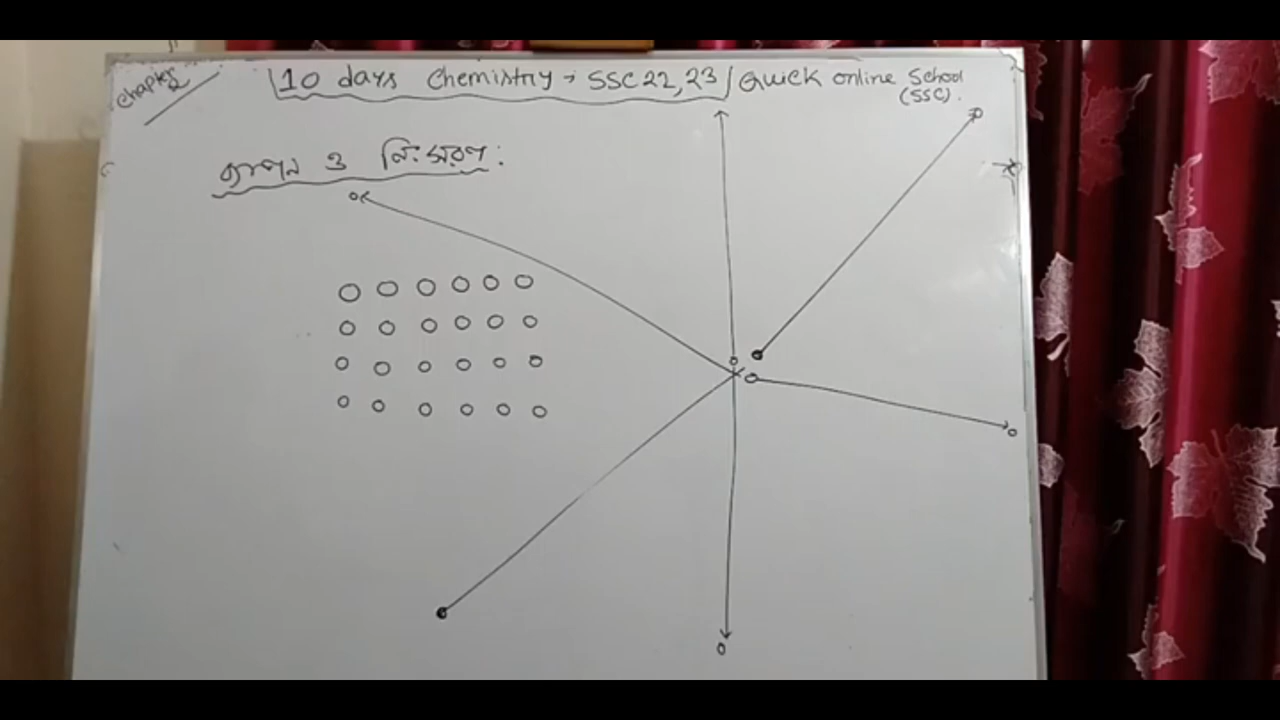 Chapter 2
10 days Chemistry → SSC 22, 23 / Quick online School (SSC).
ব্যাপন ও নিঃসরণ: